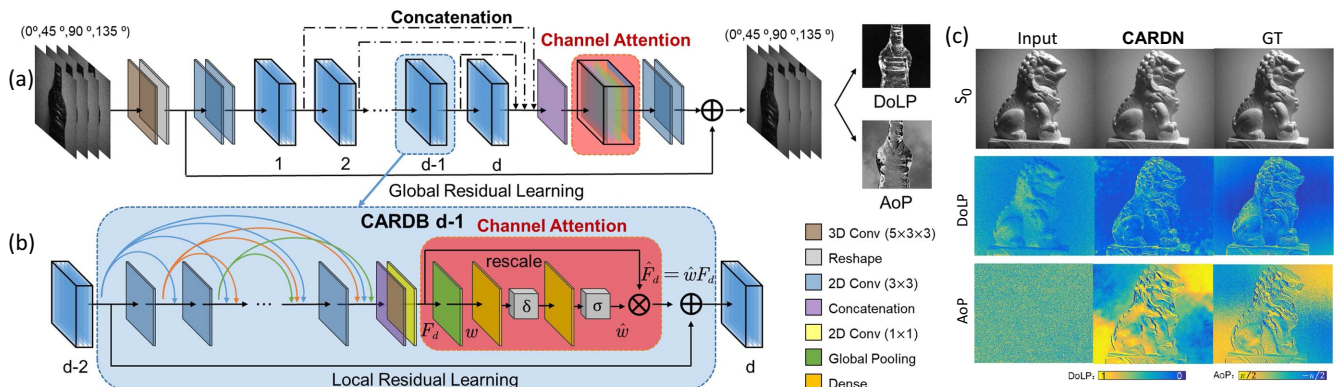 (a)
(0º,45 º,90 º,135 º)
Concatenation
Channel Attention
(0º,45 º,90 º,135 º)
DoLP
AoP
1
2
...
d-1
d
Global Residual Learning
(b)
CARDB d-1
Channel Attention
rescale
F̂_d = ŵF_d
...
F_d
w
δ
σ
ŵ
d-2
d
Local Residual Learning
3D Conv (5×3×3)
Reshape
2D Conv (3×3)
Concatenation
2D Conv (1×1)
Global Pooling
Dense
(c)
Input CARDN GT
S₀
DoLP
AoP
DoLP: 1 0 AoP: π/2 −π/2